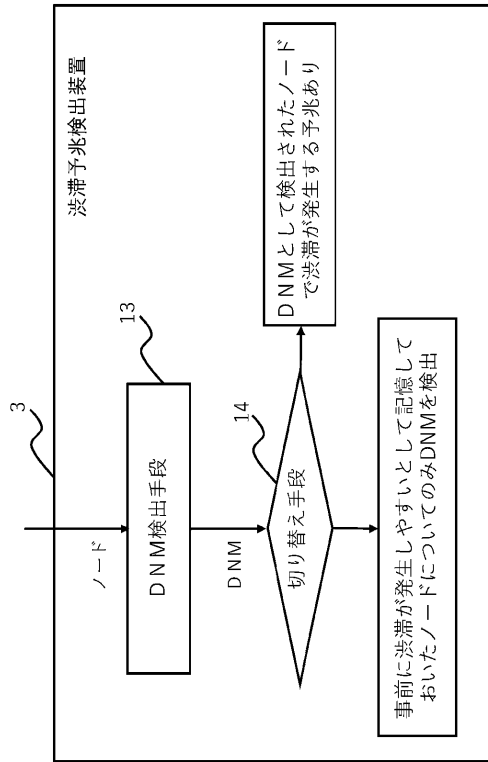 3
渋滞予兆検出装置
ノード
13
DNM検出手段
DNM
14
切り替え手段
DNMとして検出されたノード
で渋滞が発生する予兆あり
事前に渋滞が発生しやすいとして記憶して
おいたノードについてのみDNMを検出